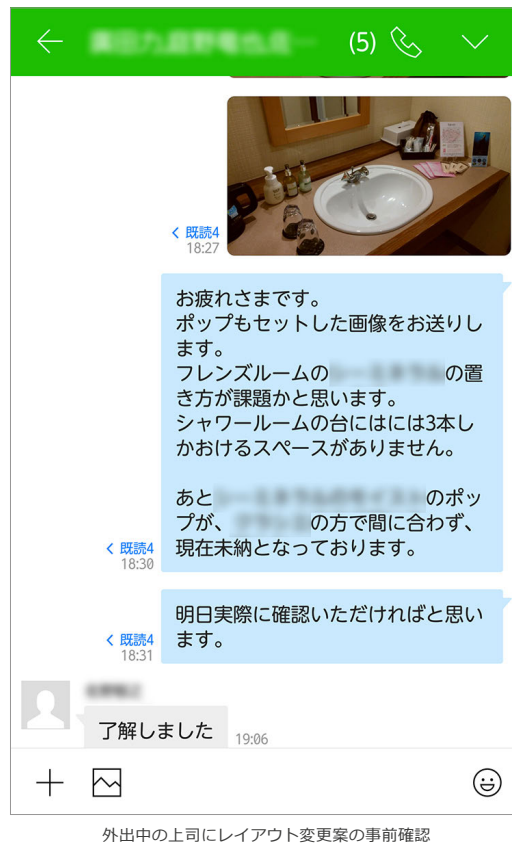 (5)
既読4
18:27
お疲れさまです。
ポップもセットした画像をお送りし
ます。
フレンズルームの の置
き方が課題かと思います。
シャワールームの台にはには3本し
かおけるスペースがありません。
あと のポッ
プが、 の方で間に合わず、
現在未納となっております。
既読4
18:30
明日実際に確認いただければと思い
ます。
既読4
18:31
了解しました
19:06
外出中の上司にレイアウト変更案の事前確認